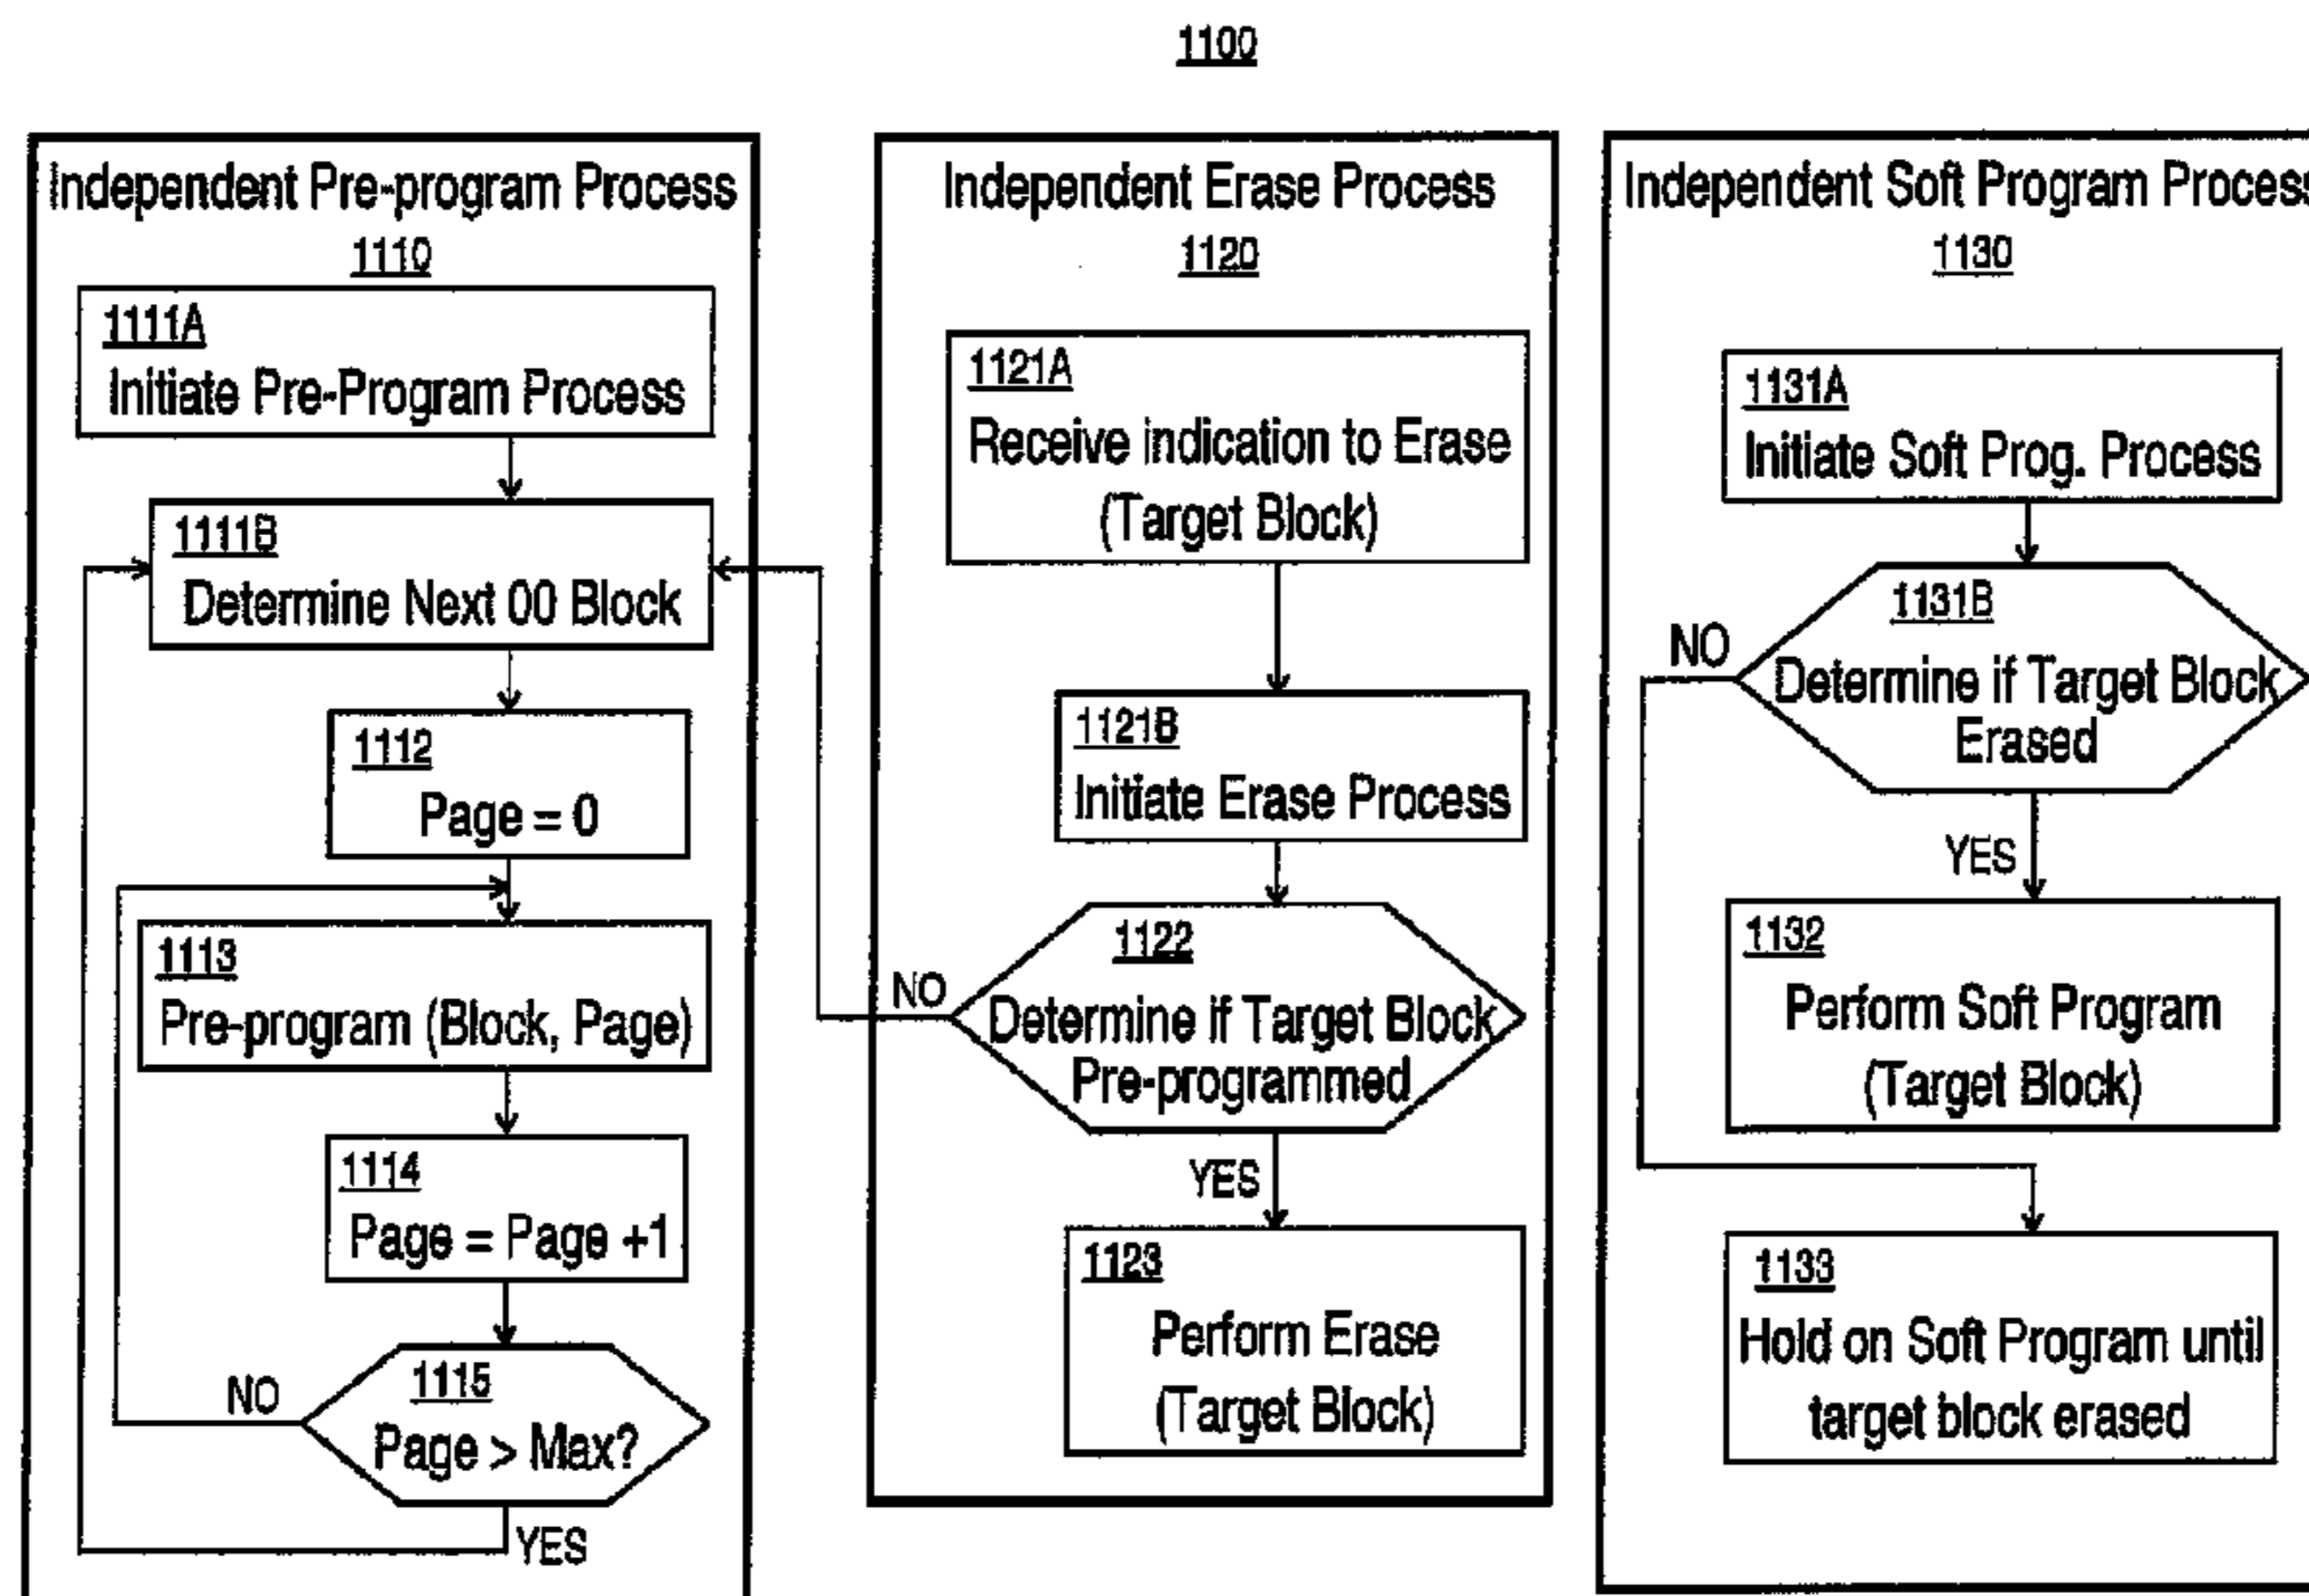 1100
Independent Pre-program Process
1110
1111A
Initiate Pre-Program Process
1111B
Determine Next 00 Block
1112
Page = 0
1113
Pre-program (Block, Page)
1114
Page = Page +1
NO
1115
Page > Max?
YES
Independent Erase Process
1120
1121A
Receive indication to Erase
(Target Block)
1121B
Initiate Erase Process
NO
1122
Determine if Target Block
Pre-programmed
YES
1123
Perform Erase
(Target Block)
Independent Soft Program Process
1130
1131A
Initiate Soft Prog. Process
NO
1131B
Determine if Target Block
Erased
YES
1132
Perform Soft Program
(Target Block)
1133
Hold on Soft Program until
target block erased